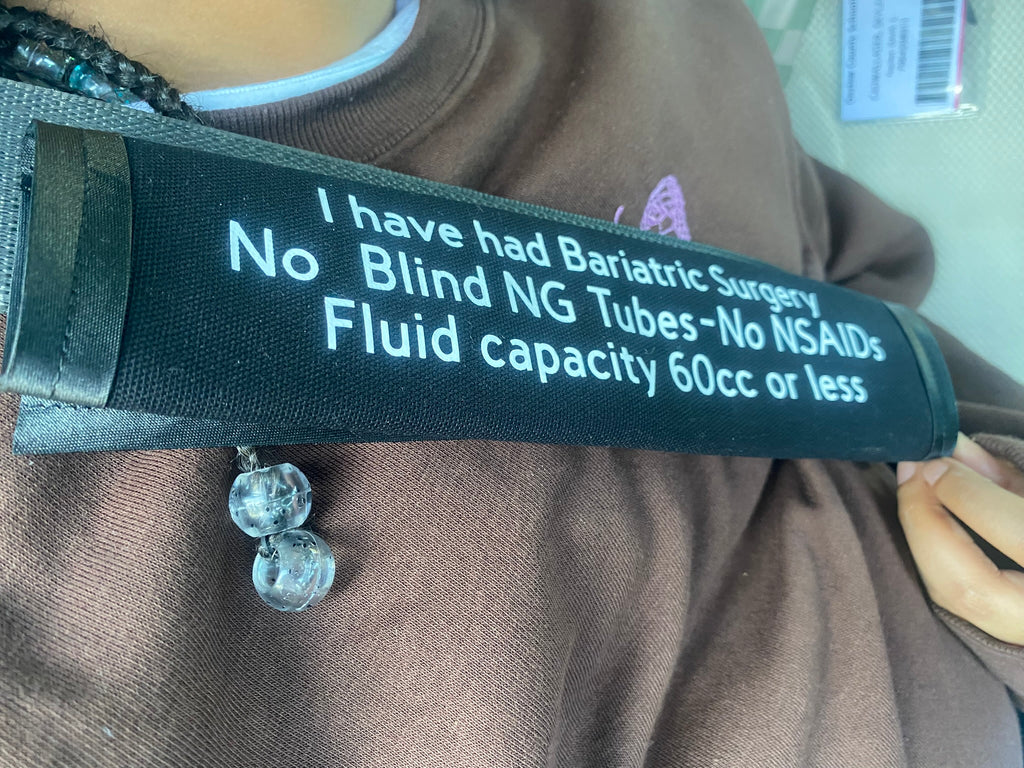 I have had Bariatric Surgery
No Blind NG Tubes-No NSAIDs
Fluid capacity 60cc or less